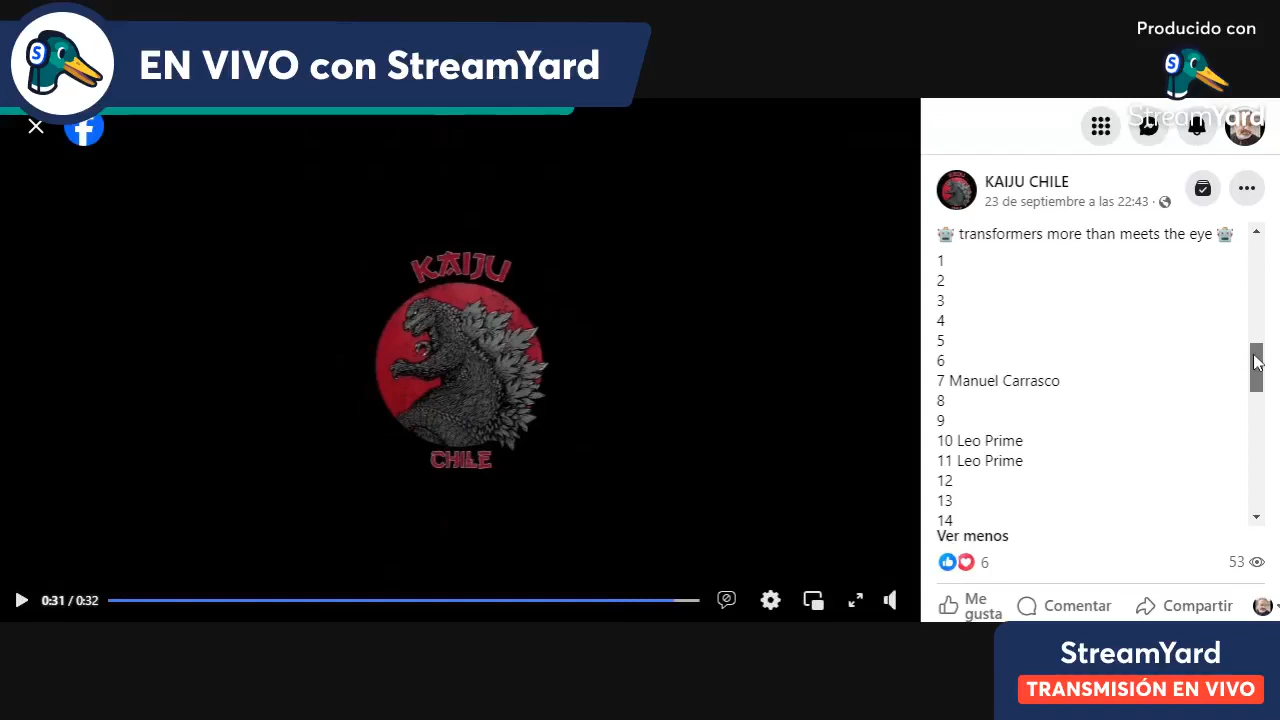 EN VIVO con StreamYard
Producido con
StreamYard
KAIJU
CHILE
0:31 / 0:32
KAIJU CHILE
23 de septiembre a las 22:43 ·
transformers more than meets the eye
1
2
3
4
5
6
7 Manuel Carrasco
8
9
10 Leo Prime
11 Leo Prime
12
13
14
Ver menos
6
53
Me gusta
Comentar
Compartir
StreamYard
TRANSMISIÓN EN VIVO